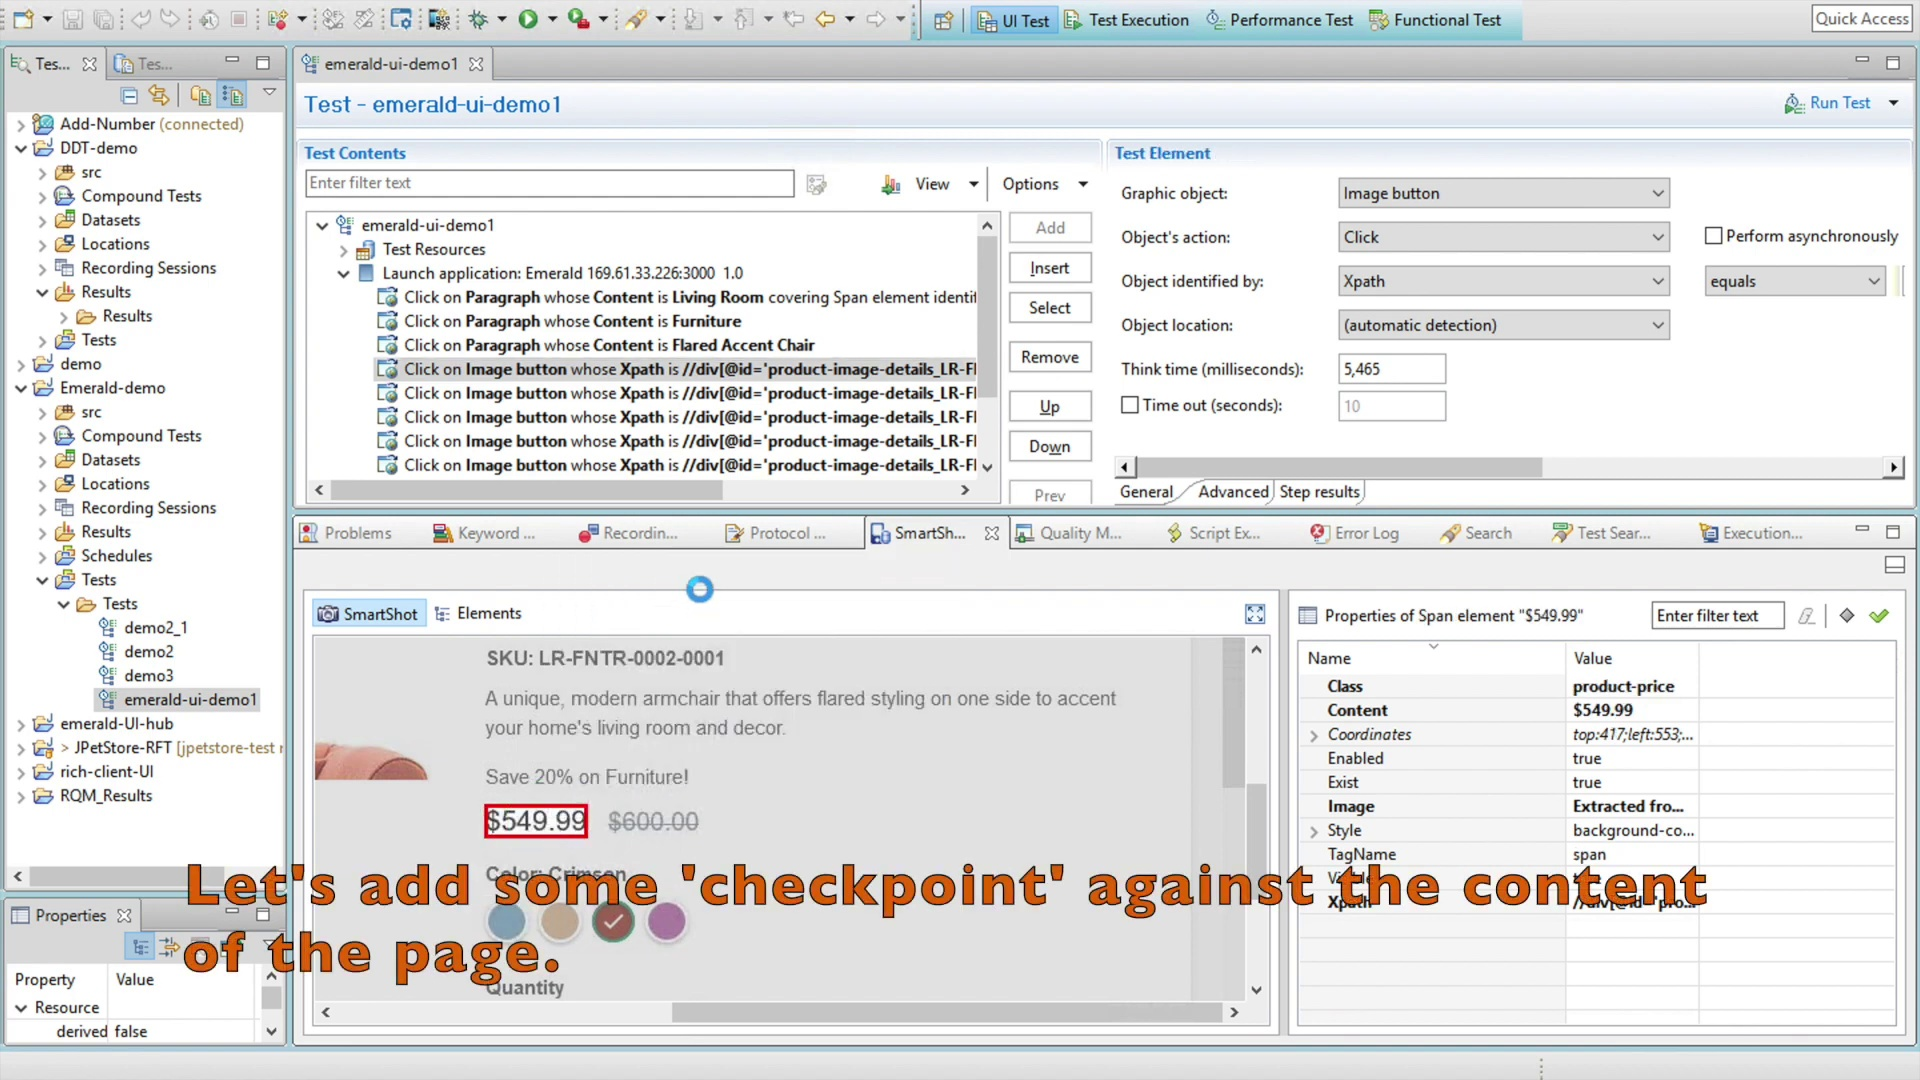 UI Test
Test Execution
Performance Test
Functional Test
Quick Access
Tes...
Tes...
Add-Number (connected)
DDT-demo
src
Compound Tests
Datasets
Locations
Recording Sessions
Results
Results
Tests
demo
Emerald-demo
src
Compound Tests
Datasets
Locations
Recording Sessions
Results
Schedules
Tests
Tests
demo2_1
demo2
demo3
emerald-ui-demo1
emerald-UI-hub
> JPetStore-RFT [jpetstore-test r
rich-client-UI
RQM_Results
Properties
Property Value
Resource
derived false
emerald-ui-demo1
Test - emerald-ui-demo1
Run Test
Test Contents
Enter filter text
View
Options
emerald-ui-demo1
Test Resources
Launch application: Emerald 169.61.33.226:3000 1.0
Click on Paragraph whose Content is Living Room covering Span element identif
Click on Paragraph whose Content is Furniture
Click on Paragraph whose Content is Flared Accent Chair
Click on Image button whose Xpath is //div[@id='product-image-details_LR-FI
Click on Image button whose Xpath is //div[@id='product-image-details_LR-FI
Click on Image button whose Xpath is //div[@id='product-image-details_LR-FI
Click on Image button whose Xpath is //div[@id='product-image-details_LR-FI
Click on Image button whose Xpath is //div[@id='product-image-details_LR-FI
Add
Insert
Select
Remove
Up
Down
Prev
Test Element
Graphic object: Image button
Object's action: Click
Perform asynchronously
Object identified by: Xpath
equals
Object location: (automatic detection)
Think time (milliseconds): 5,465
Time out (seconds): 10
General
Advanced
Step results
Problems
Keyword ...
Recordin...
Protocol ...
SmartSh...
Quality M...
Script Ex...
Error Log
Search
Test Sear...
Execution...
SmartShot
Elements
SKU: LR-FNTR-0002-0001
A unique, modern armchair that offers flared styling on one side to accent
your home's living room and decor.
Save 20% on Furniture!
$549.99 $600.00
Color: Crimson
Quantity
Properties of Span element "$549.99"
Enter filter text
Name Value
Class product-price
Content $549.99
Coordinates top:417;left:553;...
Enabled true
Exist true
Image Extracted fro...
Style background-co...
TagName span
Xpath
Let's add some 'checkpoint' against the content
of the page.